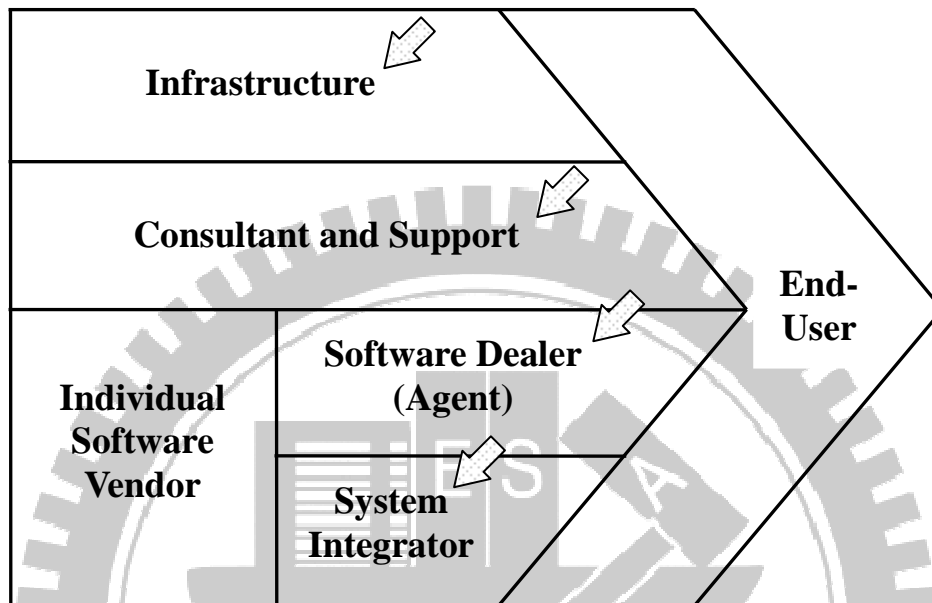 Infrastructure
Consultant and Support
End-
User
Software Dealer
(Agent)
Individual
Software
Vendor
System
Integrator
E S
A